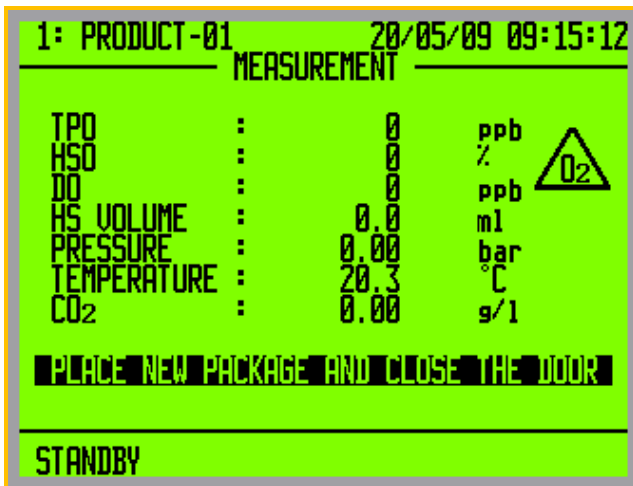 1: PRODUCT-01 20/05/09 09:15:12
MEASUREMENT
TPO : 0 ppb
HSO : 0 %
DO : 0 ppb
HS VOLUME : 0.0 ml
PRESSURE : 0.00 bar
TEMPERATURE : 20.3 °C
CO2 : 0.00 g/l
O2
PLACE NEW PACKAGE AND CLOSE THE DOOR
STANDBY